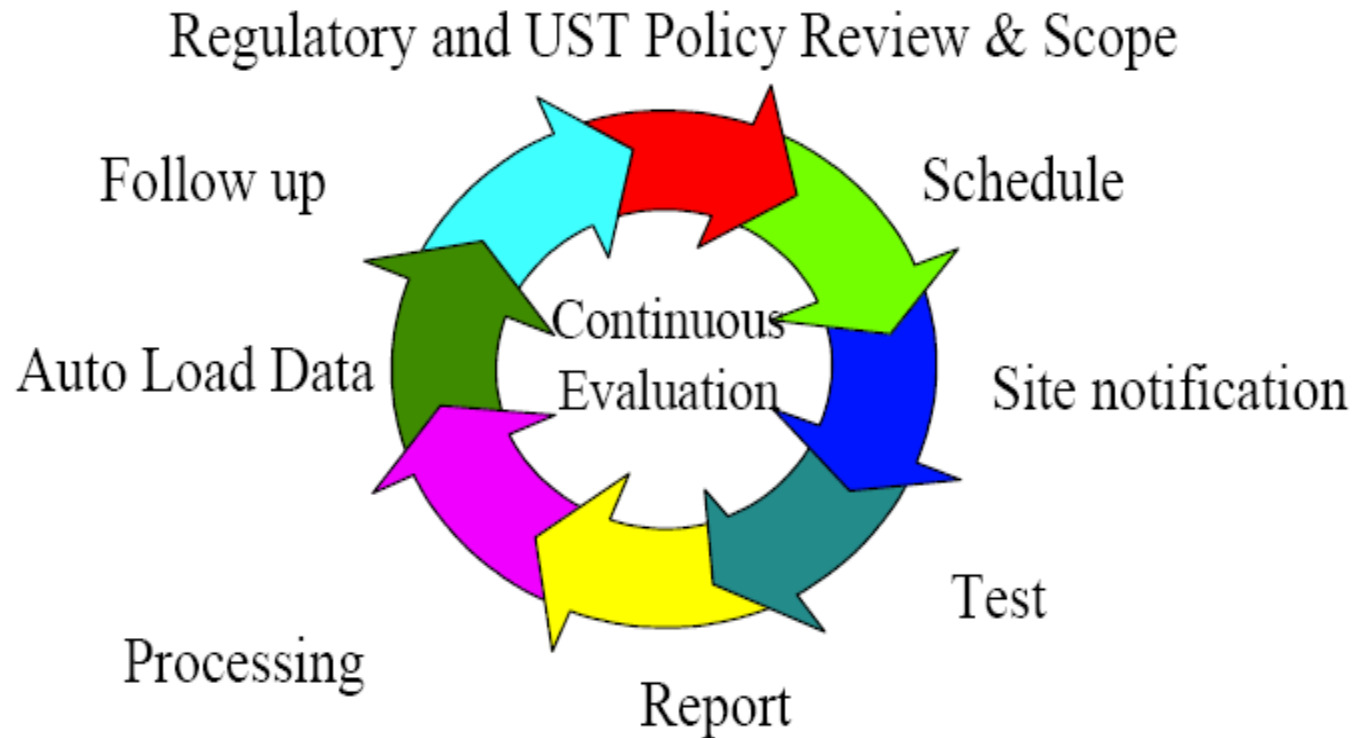 Regulatory and UST Policy Review & Scope
Follow up
Schedule
Continuous
Evaluation
Auto Load Data
Site notification
Test
Processing
Report